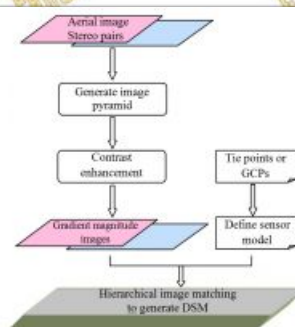 Aerial image
Stereo pairs
Generate image
pyramid
Contrast
enhancement
Tie points or
GCPs
Gradient magnitude
images
Define sensor
model
Hierarchical image matching
to generate DSM